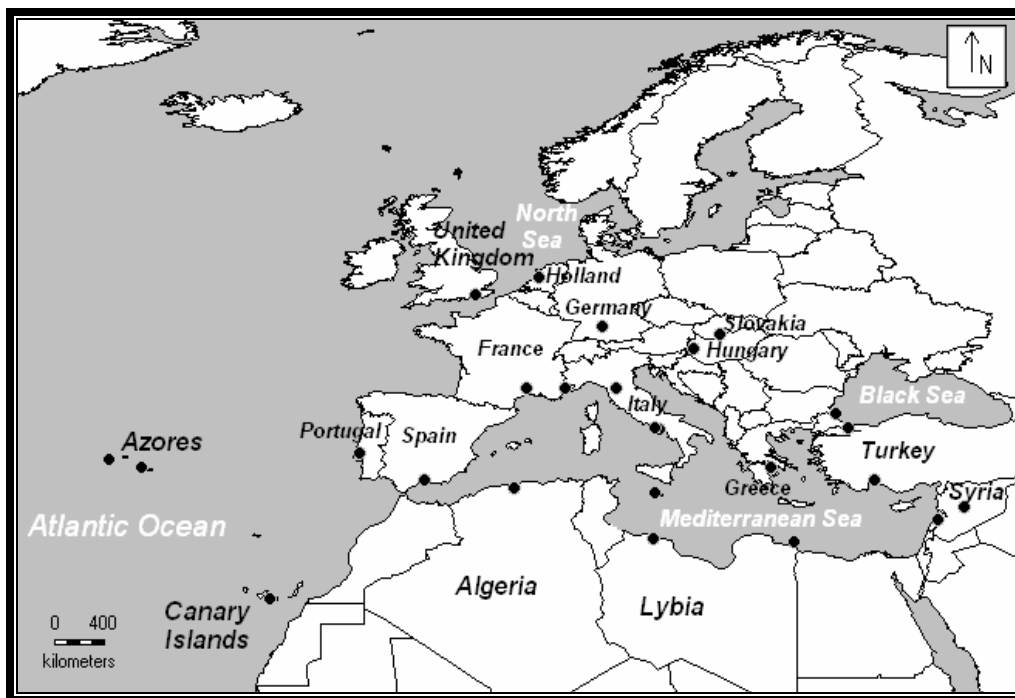 N
North
Sea
United
Kingdom
Holland
Germany
Slovakia
France
Hungary
Black Sea
Italy
Portugal
Spain
Azores
Turkey
Greece
Syria
Atlantic Ocean
Mediterranean Sea
Algeria
Lybia
Canary
Islands
0 400
kilometers